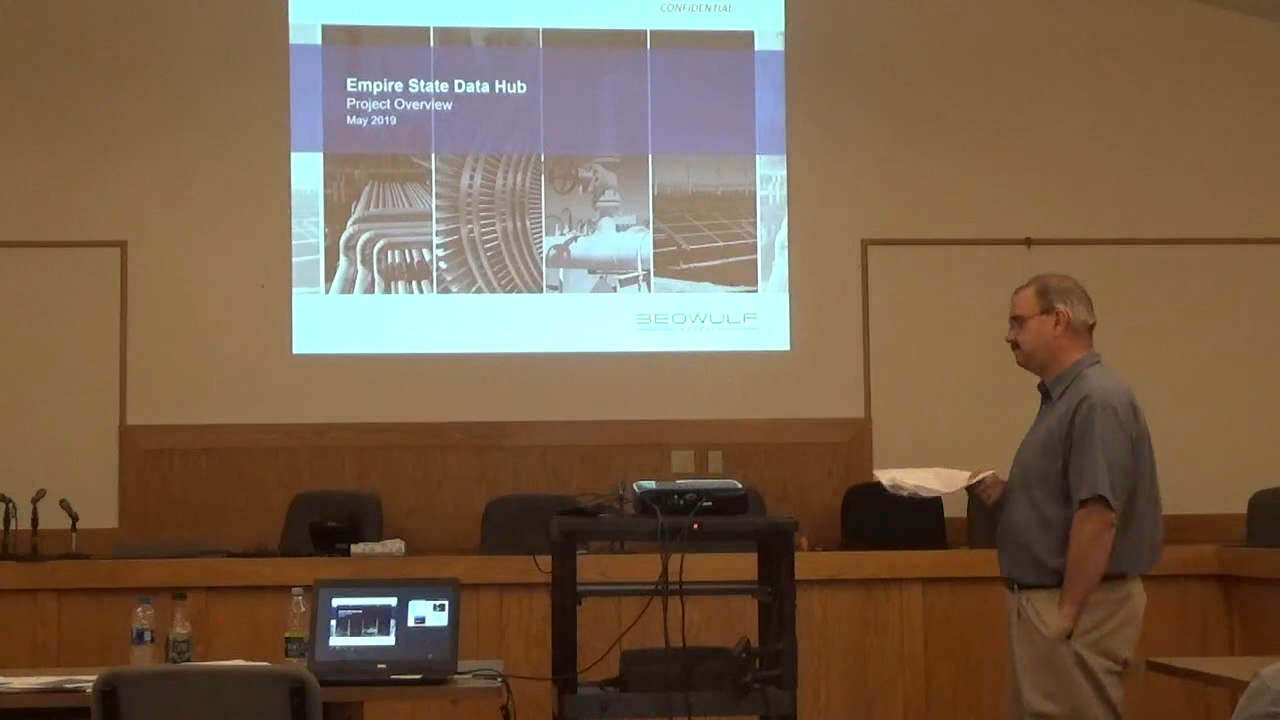 CONFIDENTIAL
Empire State Data Hub
Project Overview
May 2019
BEOWULF